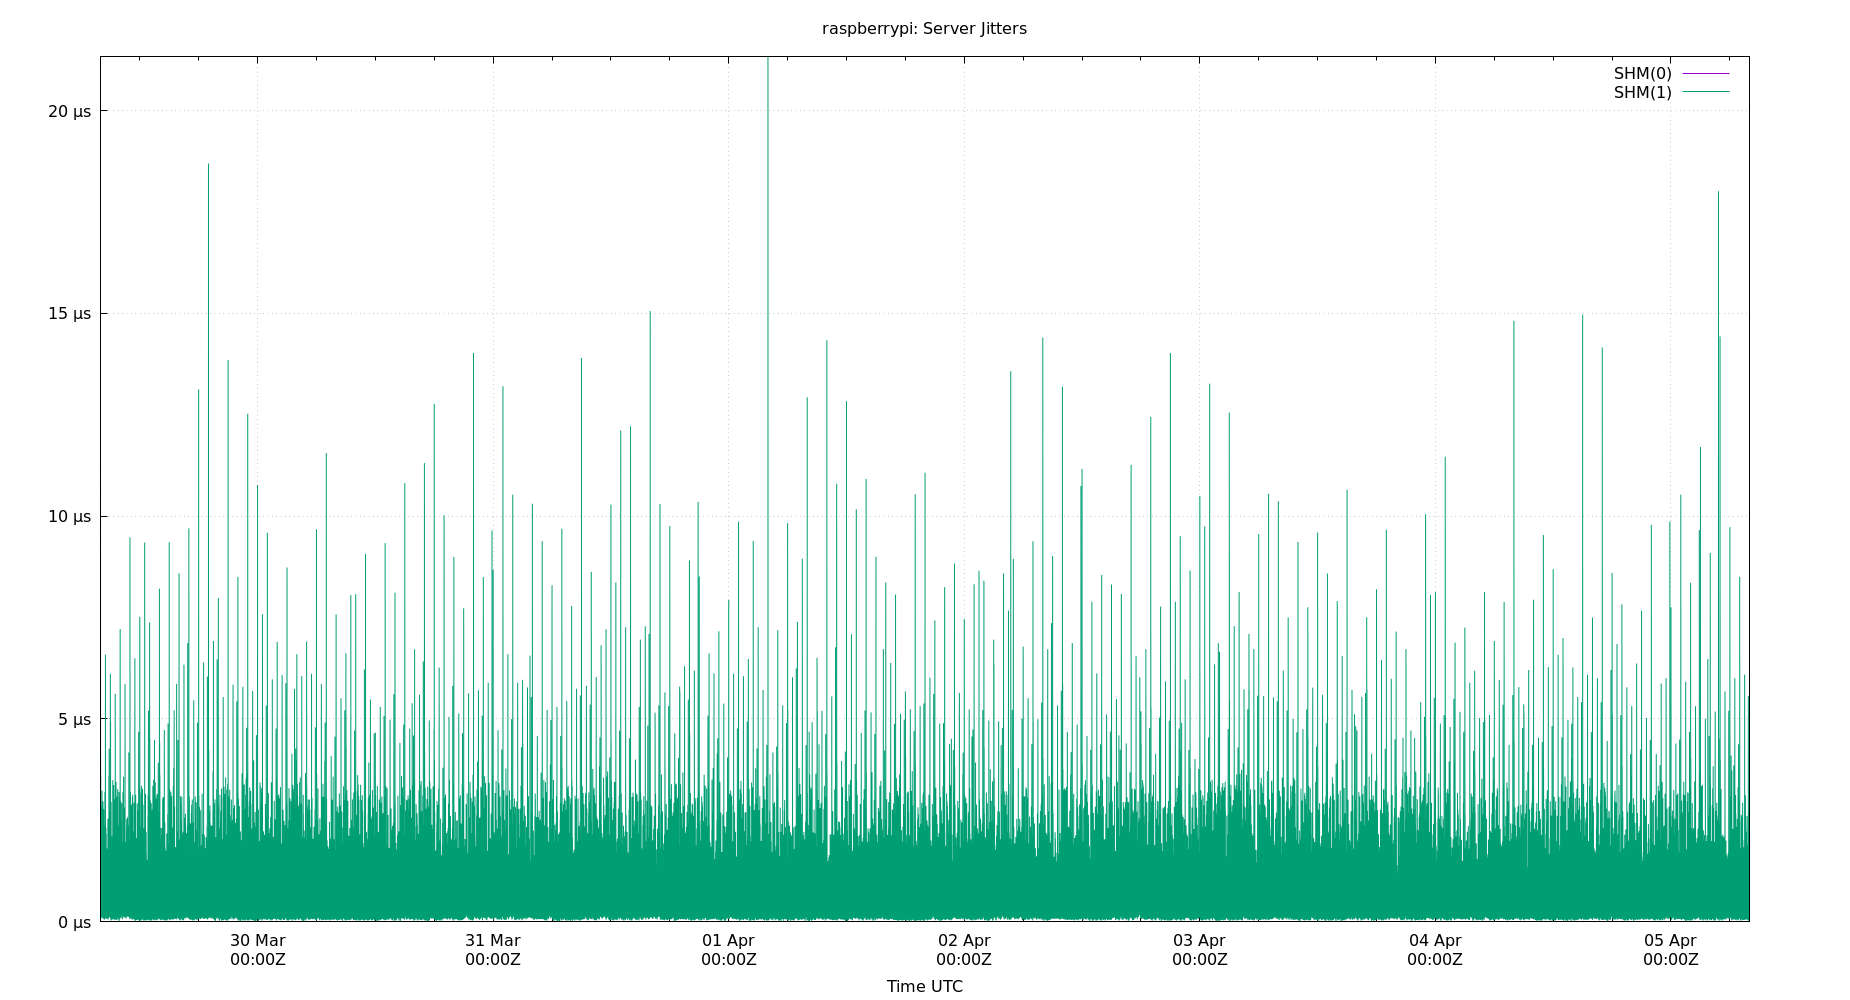 raspberrypi: Server Jitters
SHM(0)
SHM(1)
20 µs
15 µs
10 µs
5 µs
0 µs
30 Mar 31 Mar 01 Apr 02 Apr 03 Apr 04 Apr 05 Apr
00:00Z 00:00Z 00:00Z 00:00Z 00:00Z 00:00Z 00:00Z
Time UTC